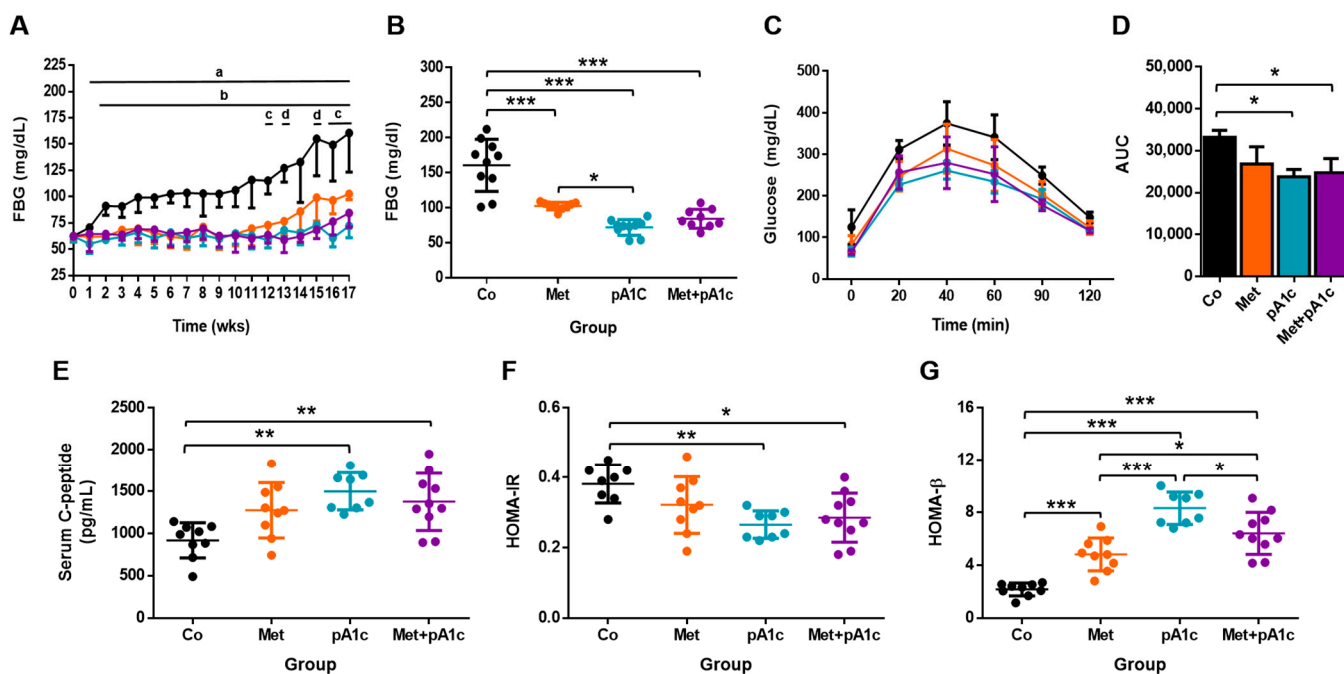 A
FBG (mg/dL)
200
175
150
125
100
75
50
25
a
b
c d d c
0 1 2 3 4 5 6 7 8 9 10 11 12 13 14 15 16 17
Time (wks)
B
FBG (mg/dl)
300
250
200
150
100
50
0
***
***
***
*
Co Met pA1C Met+pA1c
Group
C
Glucose (mg/dL)
500
400
300
200
100
0
0 20 40 60 90 120
Time (min)
D
AUC
50,000
40,000
30,000
20,000
10,000
0
*
*
Co
Met
pA1c
Met+pA1c
E
Serum C-peptide
(pg/mL)
2500
2000
1500
1000
500
0
**
**
Co Met pA1c Met+pA1c
Group
F
HOMA-IR
0.6
0.4
0.2
0.0
*
**
Co Met pA1c Met+pA1c
Group
G
HOMA-β
16
12
8
4
0
***
***
*
*** *
***
Co Met pA1c Met+pA1c
Group